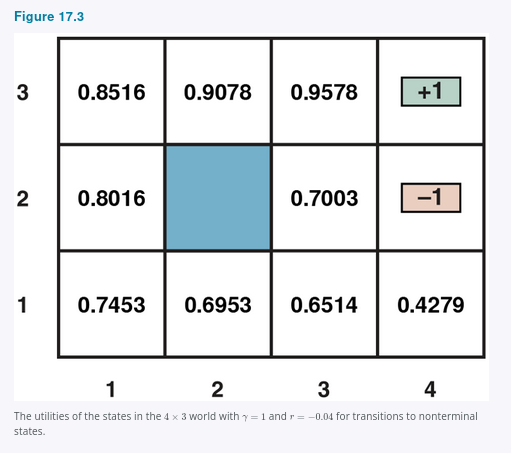 Figure 17.3
3 0.8516 0.9078 0.9578 +1
2 0.8016 0.7003 –1
1 0.7453 0.6953 0.6514 0.4279
1 2 3 4
The utilities of the states in the 4 × 3 world with γ = 1 and r = −0.04 for transitions to nonterminal
states.